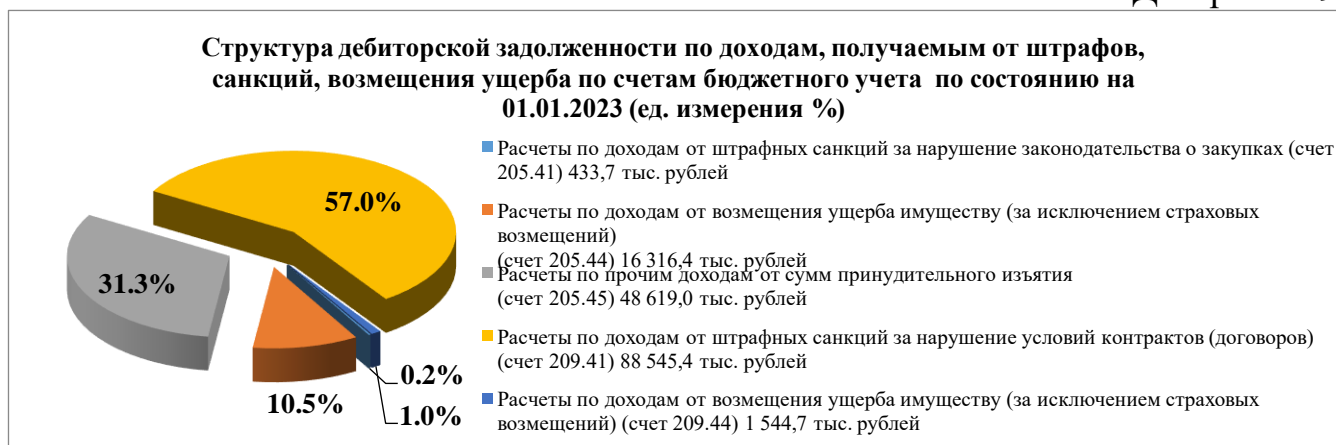 Структура дебиторской задолженности по доходам, получаемым от штрафов,
санкций, возмещения ущерба по счетам бюджетного учета по состоянию на
01.01.2023 (ед. измерения %)
57.0%
31.3%
10.5%
0.2%
1.0%
Расчеты по доходам от штрафных санкций за нарушение законодательства о закупках (счет
205.41) 433,7 тыс. рублей
Расчеты по доходам от возмещения ущерба имуществу (за исключением страховых
возмещений)
(счет 205.44) 16 316,4 тыс. рублей
Расчеты по прочим доходам от сумм принудительного изъятия
(счет 205.45) 48 619,0 тыс. рублей
Расчеты по доходам от штрафных санкций за нарушение условий контрактов (договоров)
(счет 209.41) 88 545,4 тыс. рублей
Расчеты по доходам от возмещения ущерба имуществу (за исключением страховых
возмещений) (счет 209.44) 1 544,7 тыс. рублей